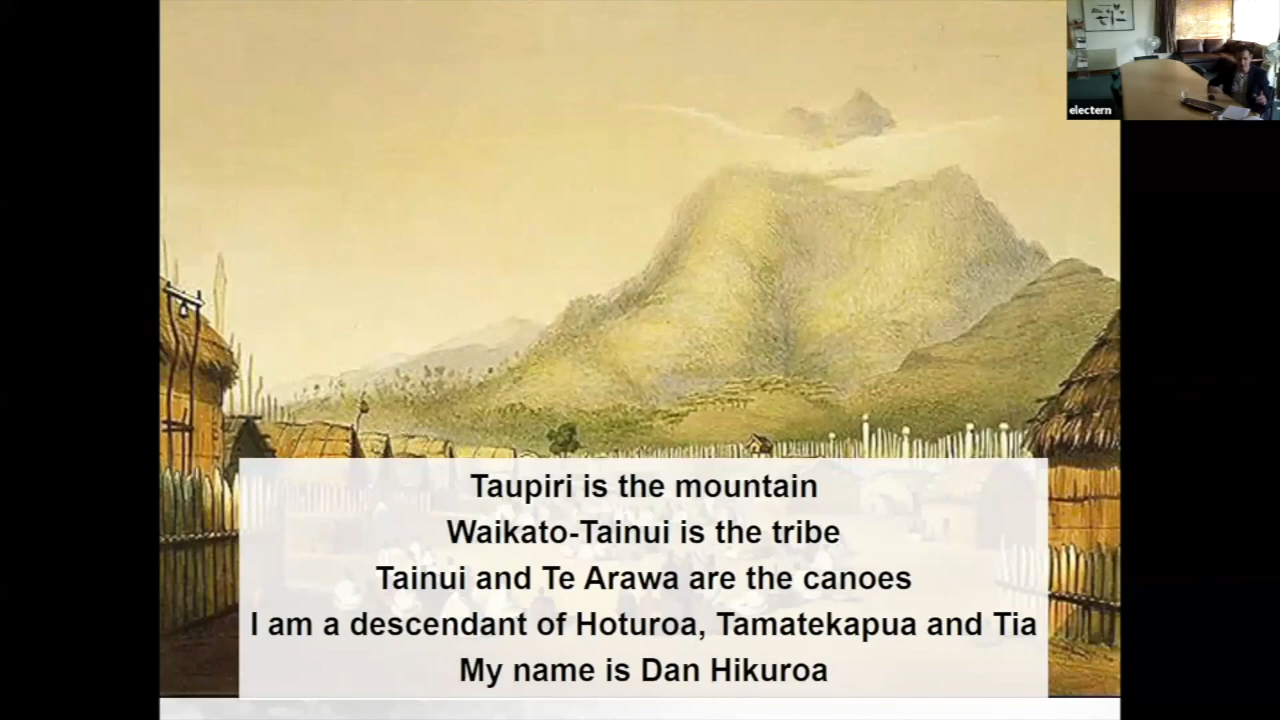 electern
Taupiri is the mountain
Waikato-Tainui is the tribe
Tainui and Te Arawa are the canoes
I am a descendant of Hoturoa, Tamatekapua and Tia
My name is Dan Hikuroa